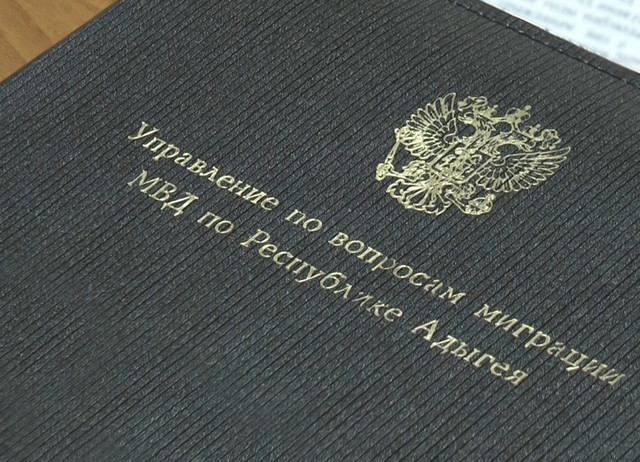 Управление по вопросам миграции
МВД по Республике Адыгея